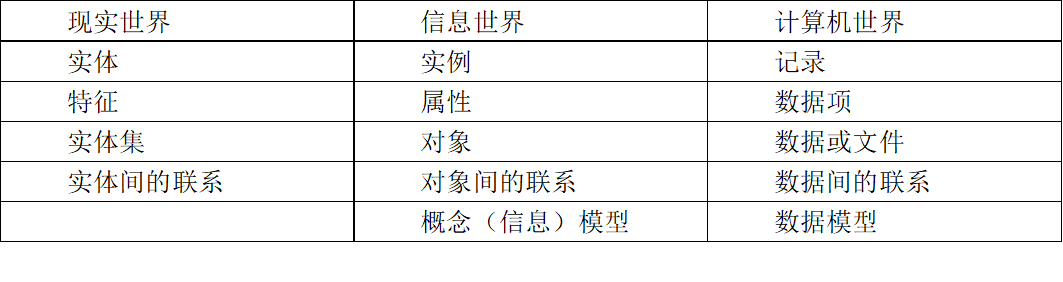 现实世界 信息世界 计算机世界
实体 实例 记录
特征 属性 数据项
实体集 对象 数据或文件
实体间的联系 对象间的联系 数据间的联系
概念（信息）模型 数据模型